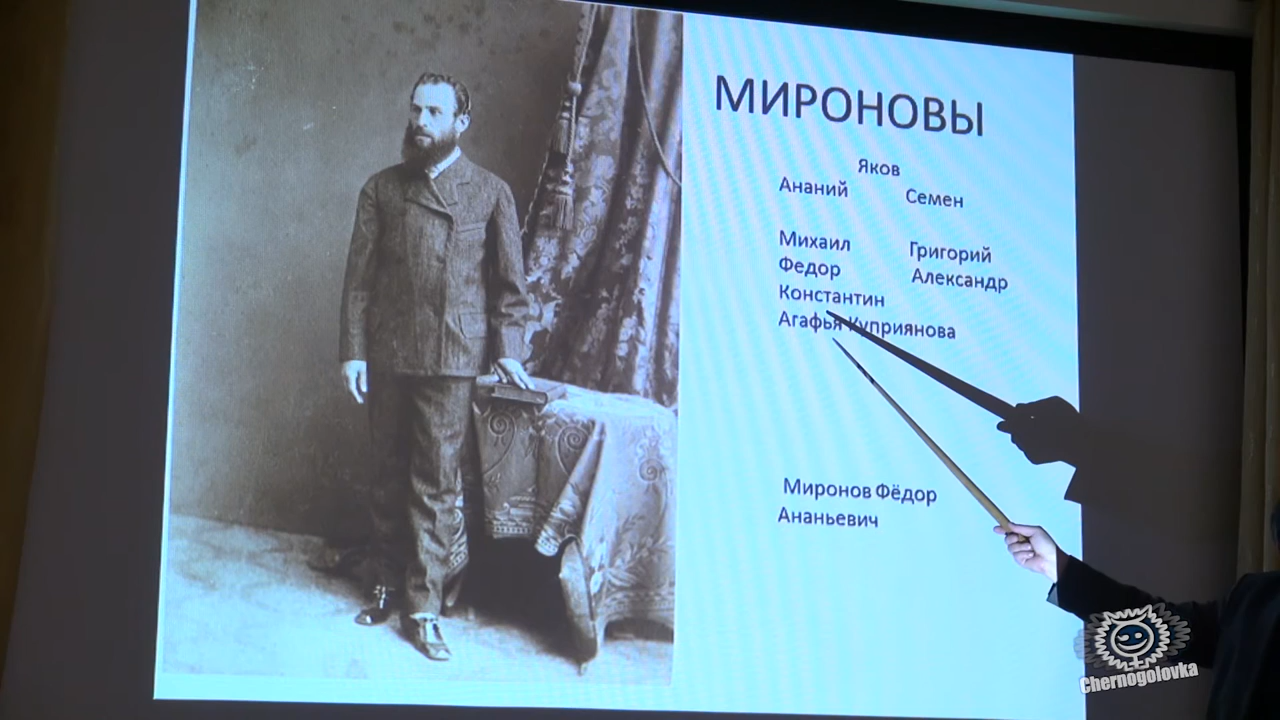 МИРОНОВЫ
Яков
Ананий Семен
Михаил Григорий
Федор Александр
Константин
Агафья Куприянова
Миронов Фёдор
Ананьевич
Chernogolovka